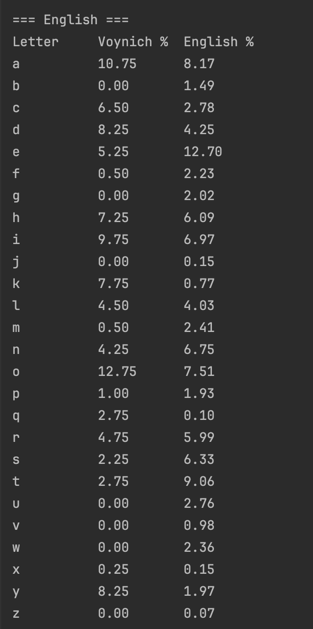 === English ===
Letter Voynich % English %
a 10.75 8.17
b 0.00 1.49
c 6.50 2.78
d 8.25 4.25
e 5.25 12.70
f 0.50 2.23
g 0.00 2.02
h 7.25 6.09
i 9.75 6.97
j 0.00 0.15
k 7.75 0.77
l 4.50 4.03
m 0.50 2.41
n 4.25 6.75
o 12.75 7.51
p 1.00 1.93
q 2.75 0.10
r 4.75 5.99
s 2.25 6.33
t 2.75 9.06
u 0.00 2.76
v 0.00 0.98
w 0.00 2.36
x 0.25 0.15
y 8.25 1.97
z 0.00 0.07